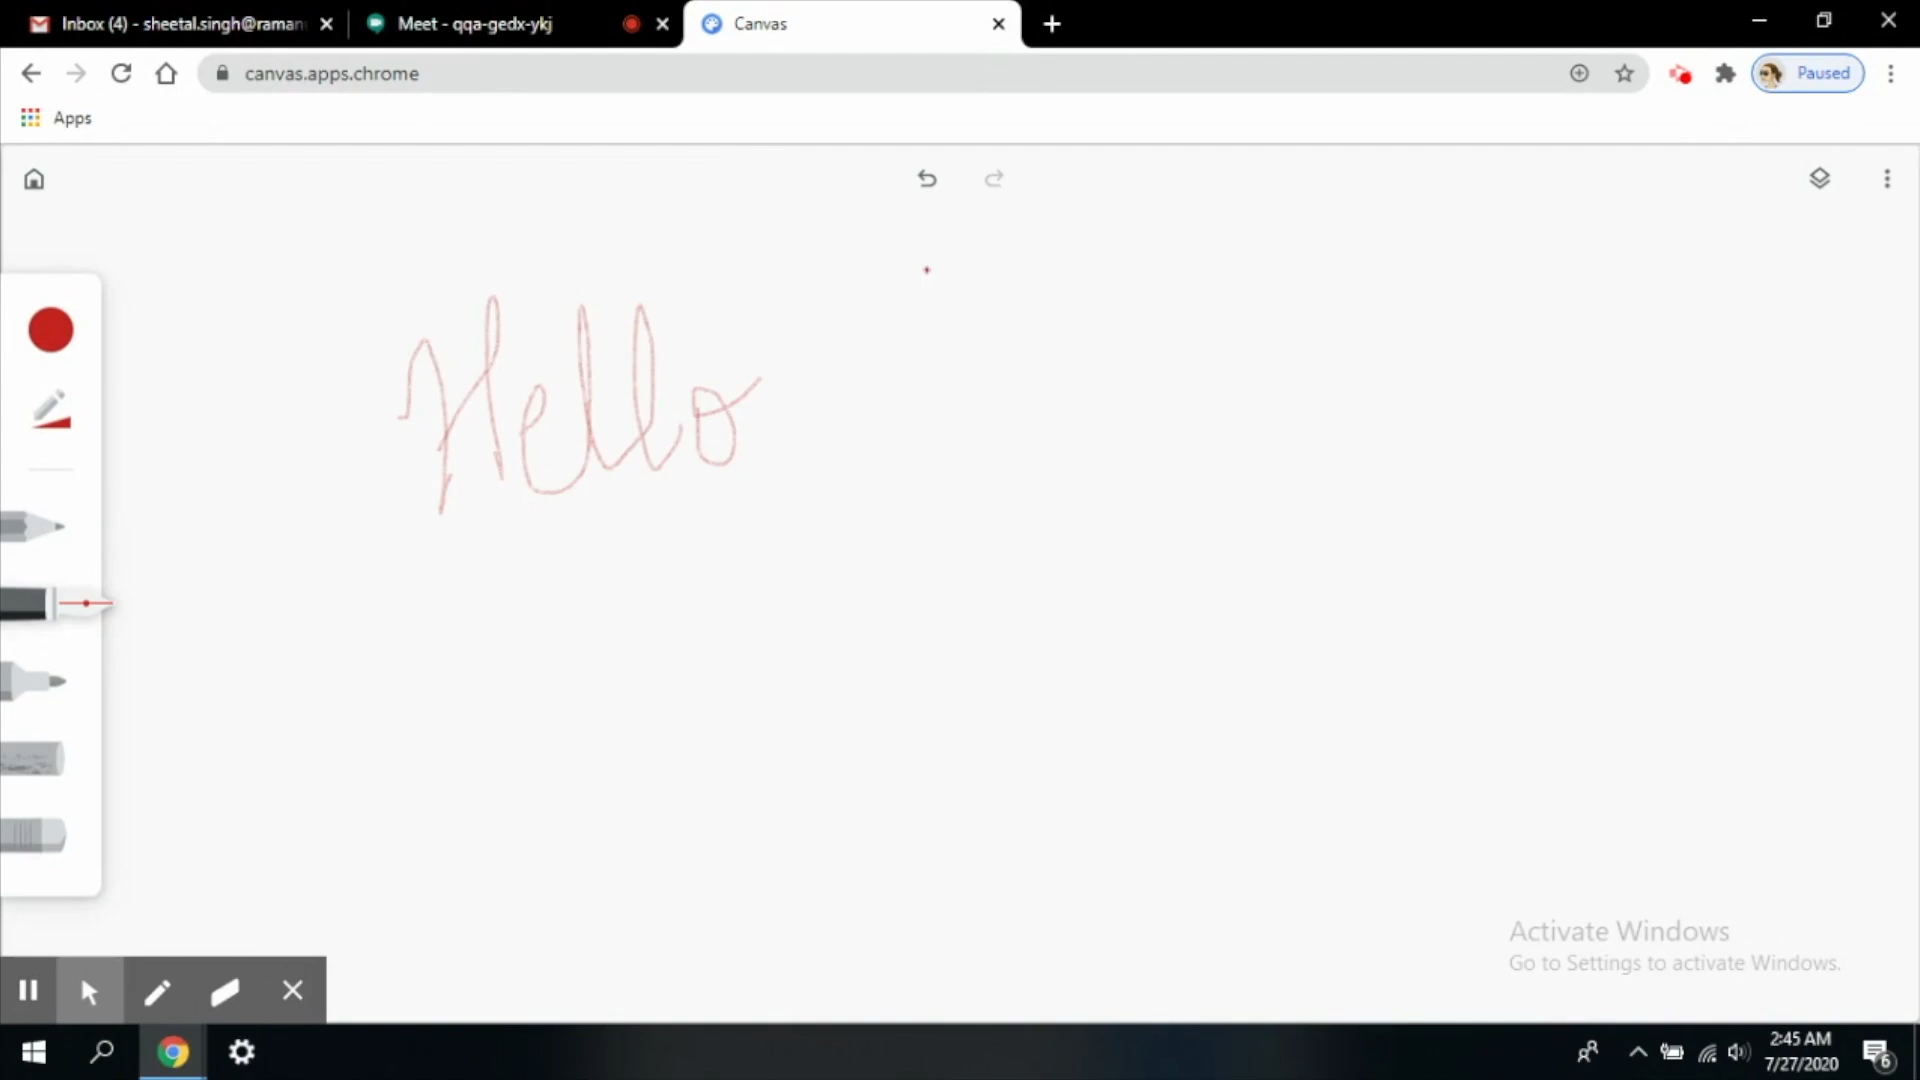 Inbox (4) - sheetal.singh@raman
Meet - qqa-gedx-ykj
Canvas
canvas.apps.chrome
Paused
Apps
Hello
Activate Windows
Go to Settings to activate Windows.
2:45 AM
7/27/2020
6